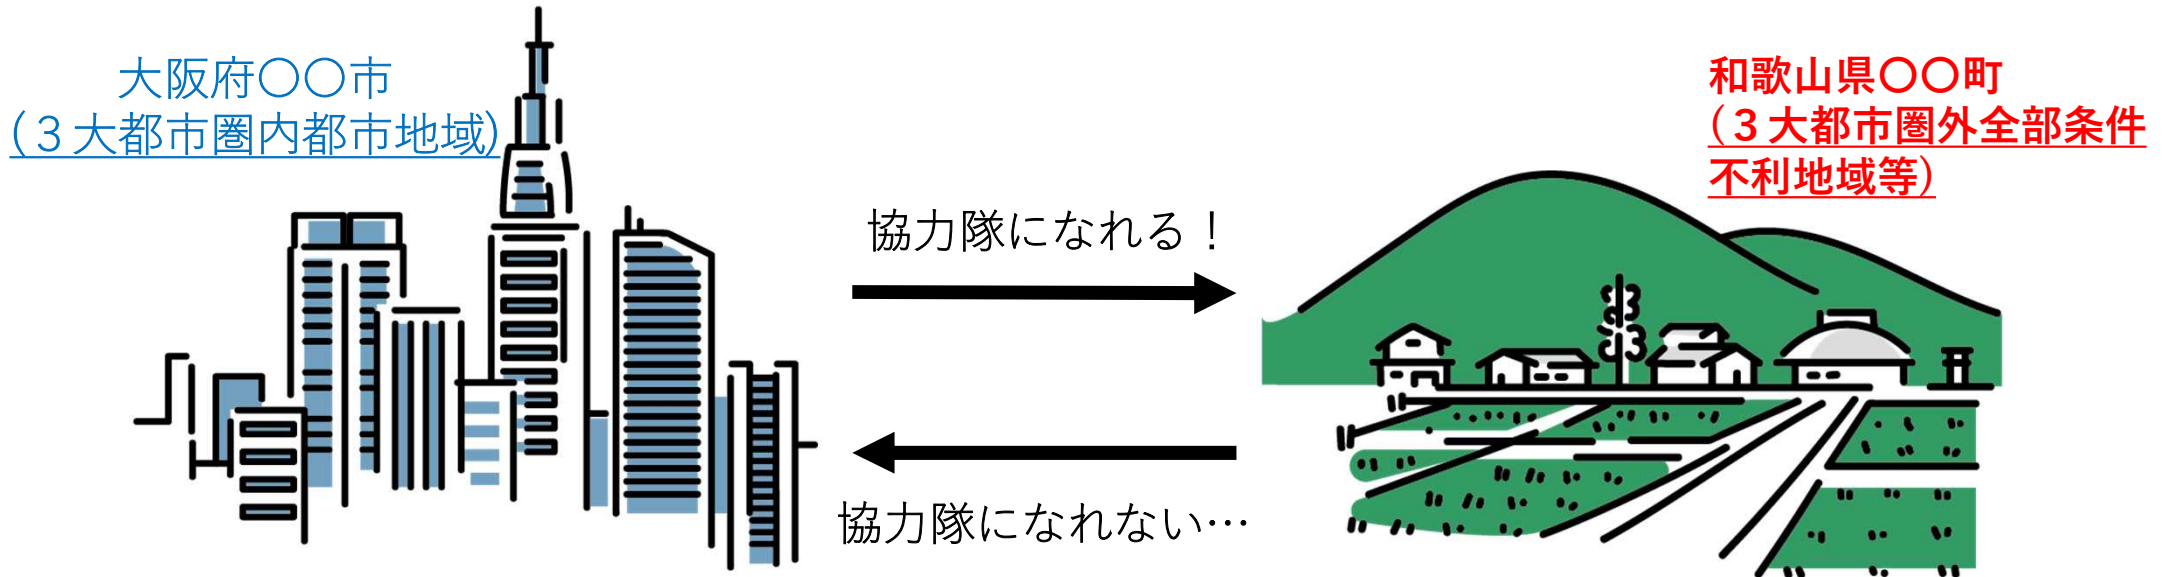 大阪府〇〇市
(３大都市圏内都市地域)
和歌山県〇〇町
(３大都市圏外全部条件
不利地域等)
協力隊になれる！
協力隊になれない…